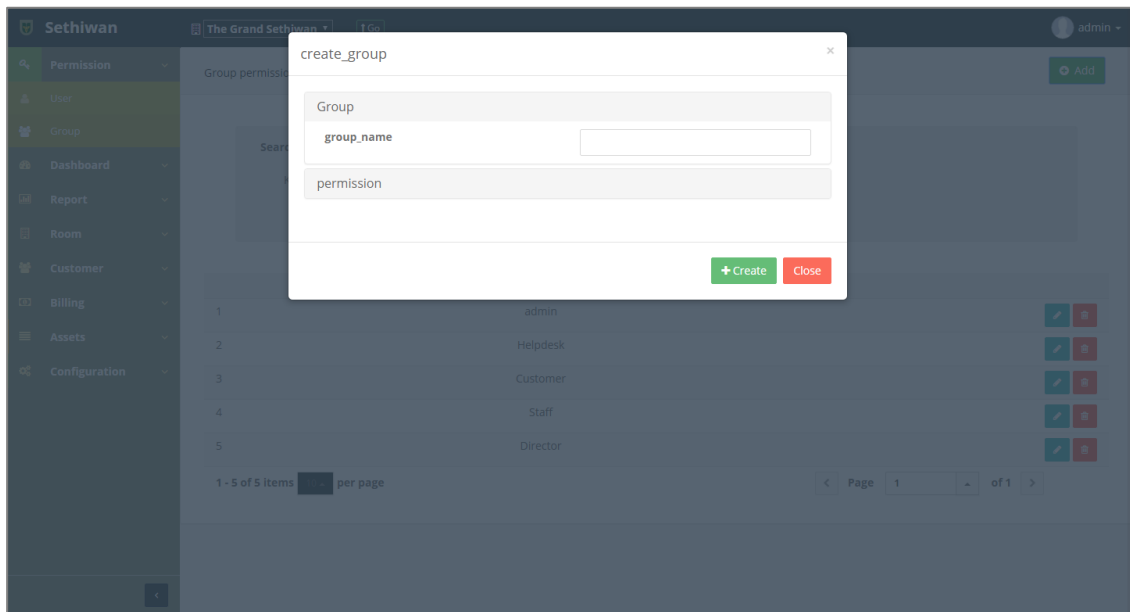 Sethiwan
The Grand Sethiwan
Go
admin
Permission
User
Group
Dashboard
Report
Room
Customer
Billing
Assets
Configuration
Add
create_group
×
Group
group_name
permission
Create
Close
1 admin
2 Helpdesk
3 Customer
4 Staff
5 Director
1 - 5 of 5 items
per page
Page 1 of 1